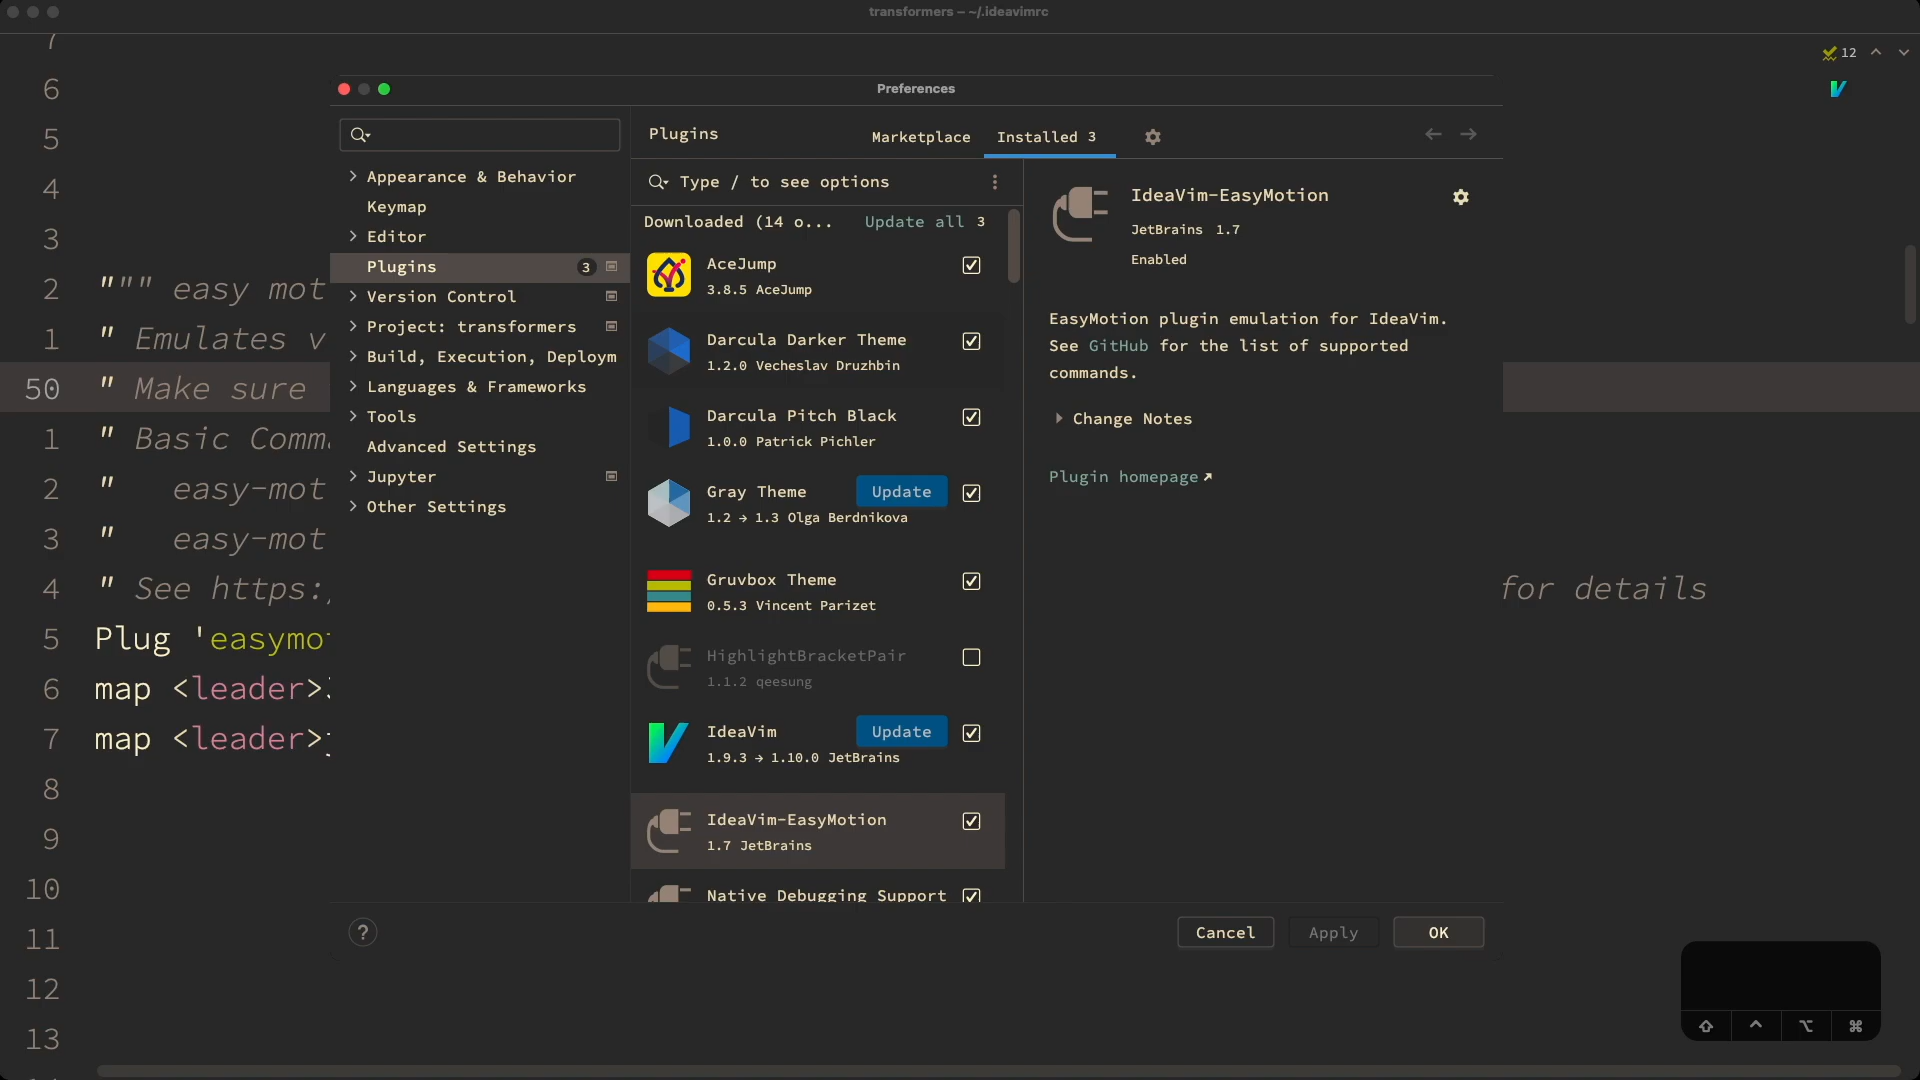 transformers – ~/.ideavimrc
12
Preferences
Plugins
Marketplace
Installed 3
Type / to see options
Downloaded (14 o...
Update all 3
Appearance & Behavior
Keymap
Editor
Plugins 3
Version Control
Project: transformers
Build, Execution, Deploym
Languages & Frameworks
Tools
Advanced Settings
Jupyter
Other Settings
AceJump
3.8.5 AceJump
Darcula Darker Theme
1.2.0 Vecheslav Druzhbin
Darcula Pitch Black
1.0.0 Patrick Pichler
Gray Theme
Update
1.2 → 1.3 Olga Berdnikova
Gruvbox Theme
0.5.3 Vincent Parizet
HighlightBracketPair
1.1.2 qeesung
IdeaVim
Update
1.9.3 → 1.10.0 JetBrains
IdeaVim-EasyMotion
1.7 JetBrains
Native Debugging Support
IdeaVim-EasyMotion
JetBrains 1.7
Enabled
EasyMotion plugin emulation for IdeaVim.
See GitHub for the list of supported
commands.
Change Notes
Plugin homepage ↗
?
Cancel
Apply
OK
7
6
5
4
3
2 """ easy mot
1 " Emulates v
50 " Make sure
1 " Basic Comm
2 " easy-mot
3 " easy-mot
4 " See https:/ for details
5 Plug 'easymo
6 map <leader>
7 map <leader>
8
9
10
11
12
13
⇧ ^ ⌥ ⌘